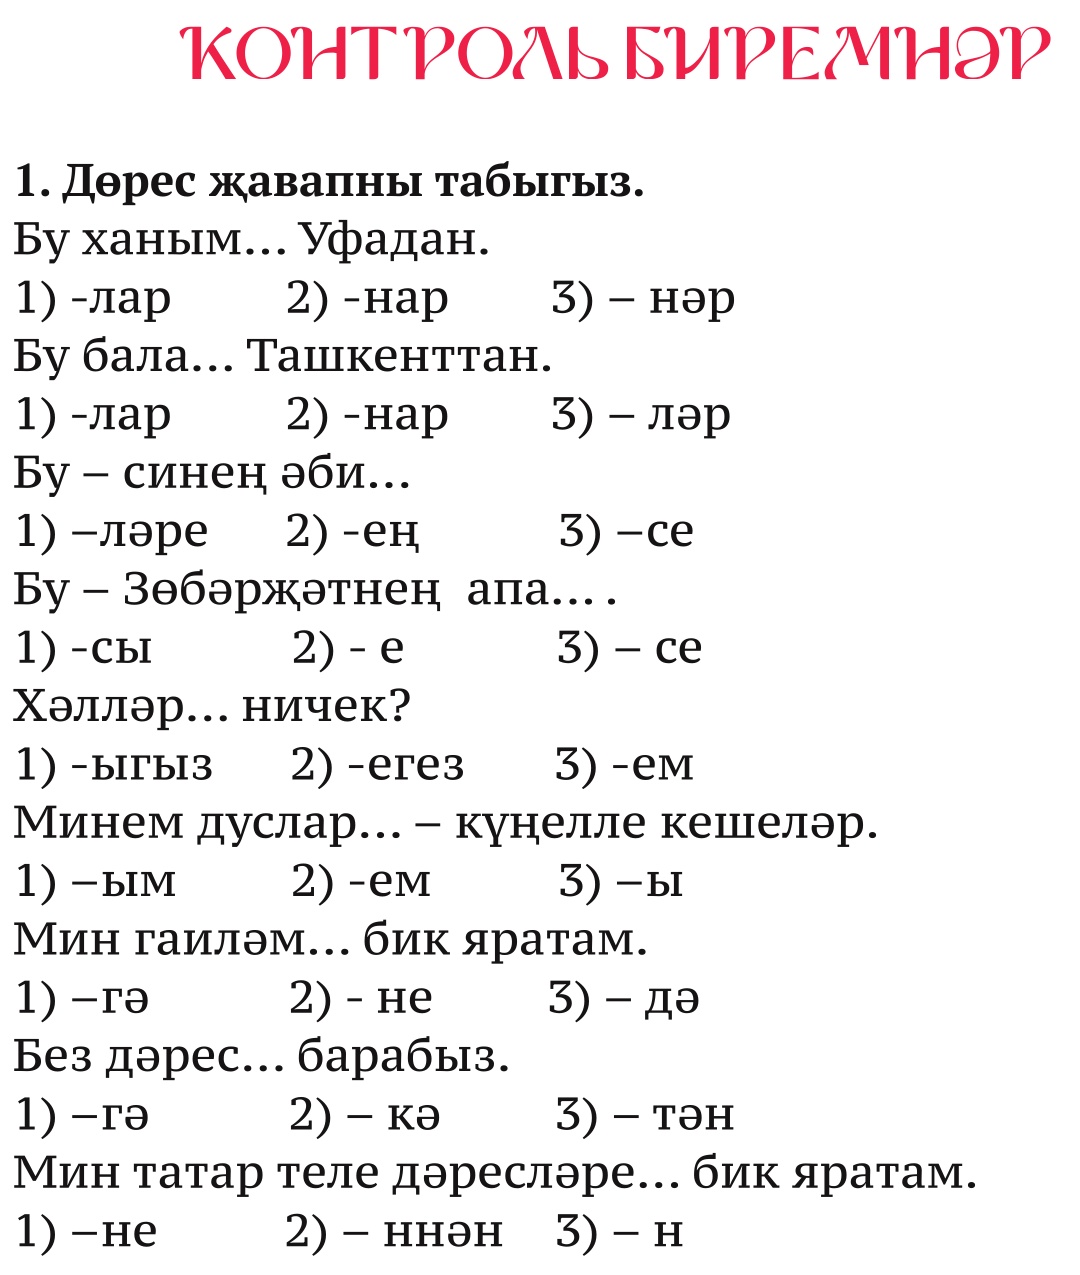 КОНТРОЛЬ БИРЕМНӘР
1. Дөрес җавапны табыгыз.
Бу ханым... Уфадан.
1) -лар 2) -нар 3) – нәр
Бу бала... Ташкенттан.
1) -лар 2) -нар 3) – ләр
Бу – синең әби...
1) –ләре 2) -ең 3) –се
Бу – Зөбәрҗәтнең апа... .
1) -сы 2) - е 3) – се
Хәлләр... ничек?
1) -ыгыз 2) -егез 3) -ем
Минем дуслар... – күңелле кешеләр.
1) –ым 2) -ем 3) –ы
Мин гаиләм... бик яратам.
1) –гә 2) - не 3) – дә
Без дәрес... барабыз.
1) –гә 2) – кә 3) – тән
Мин татар теле дәресләре... бик яратам.
1) –не 2) – ннән 3) – н